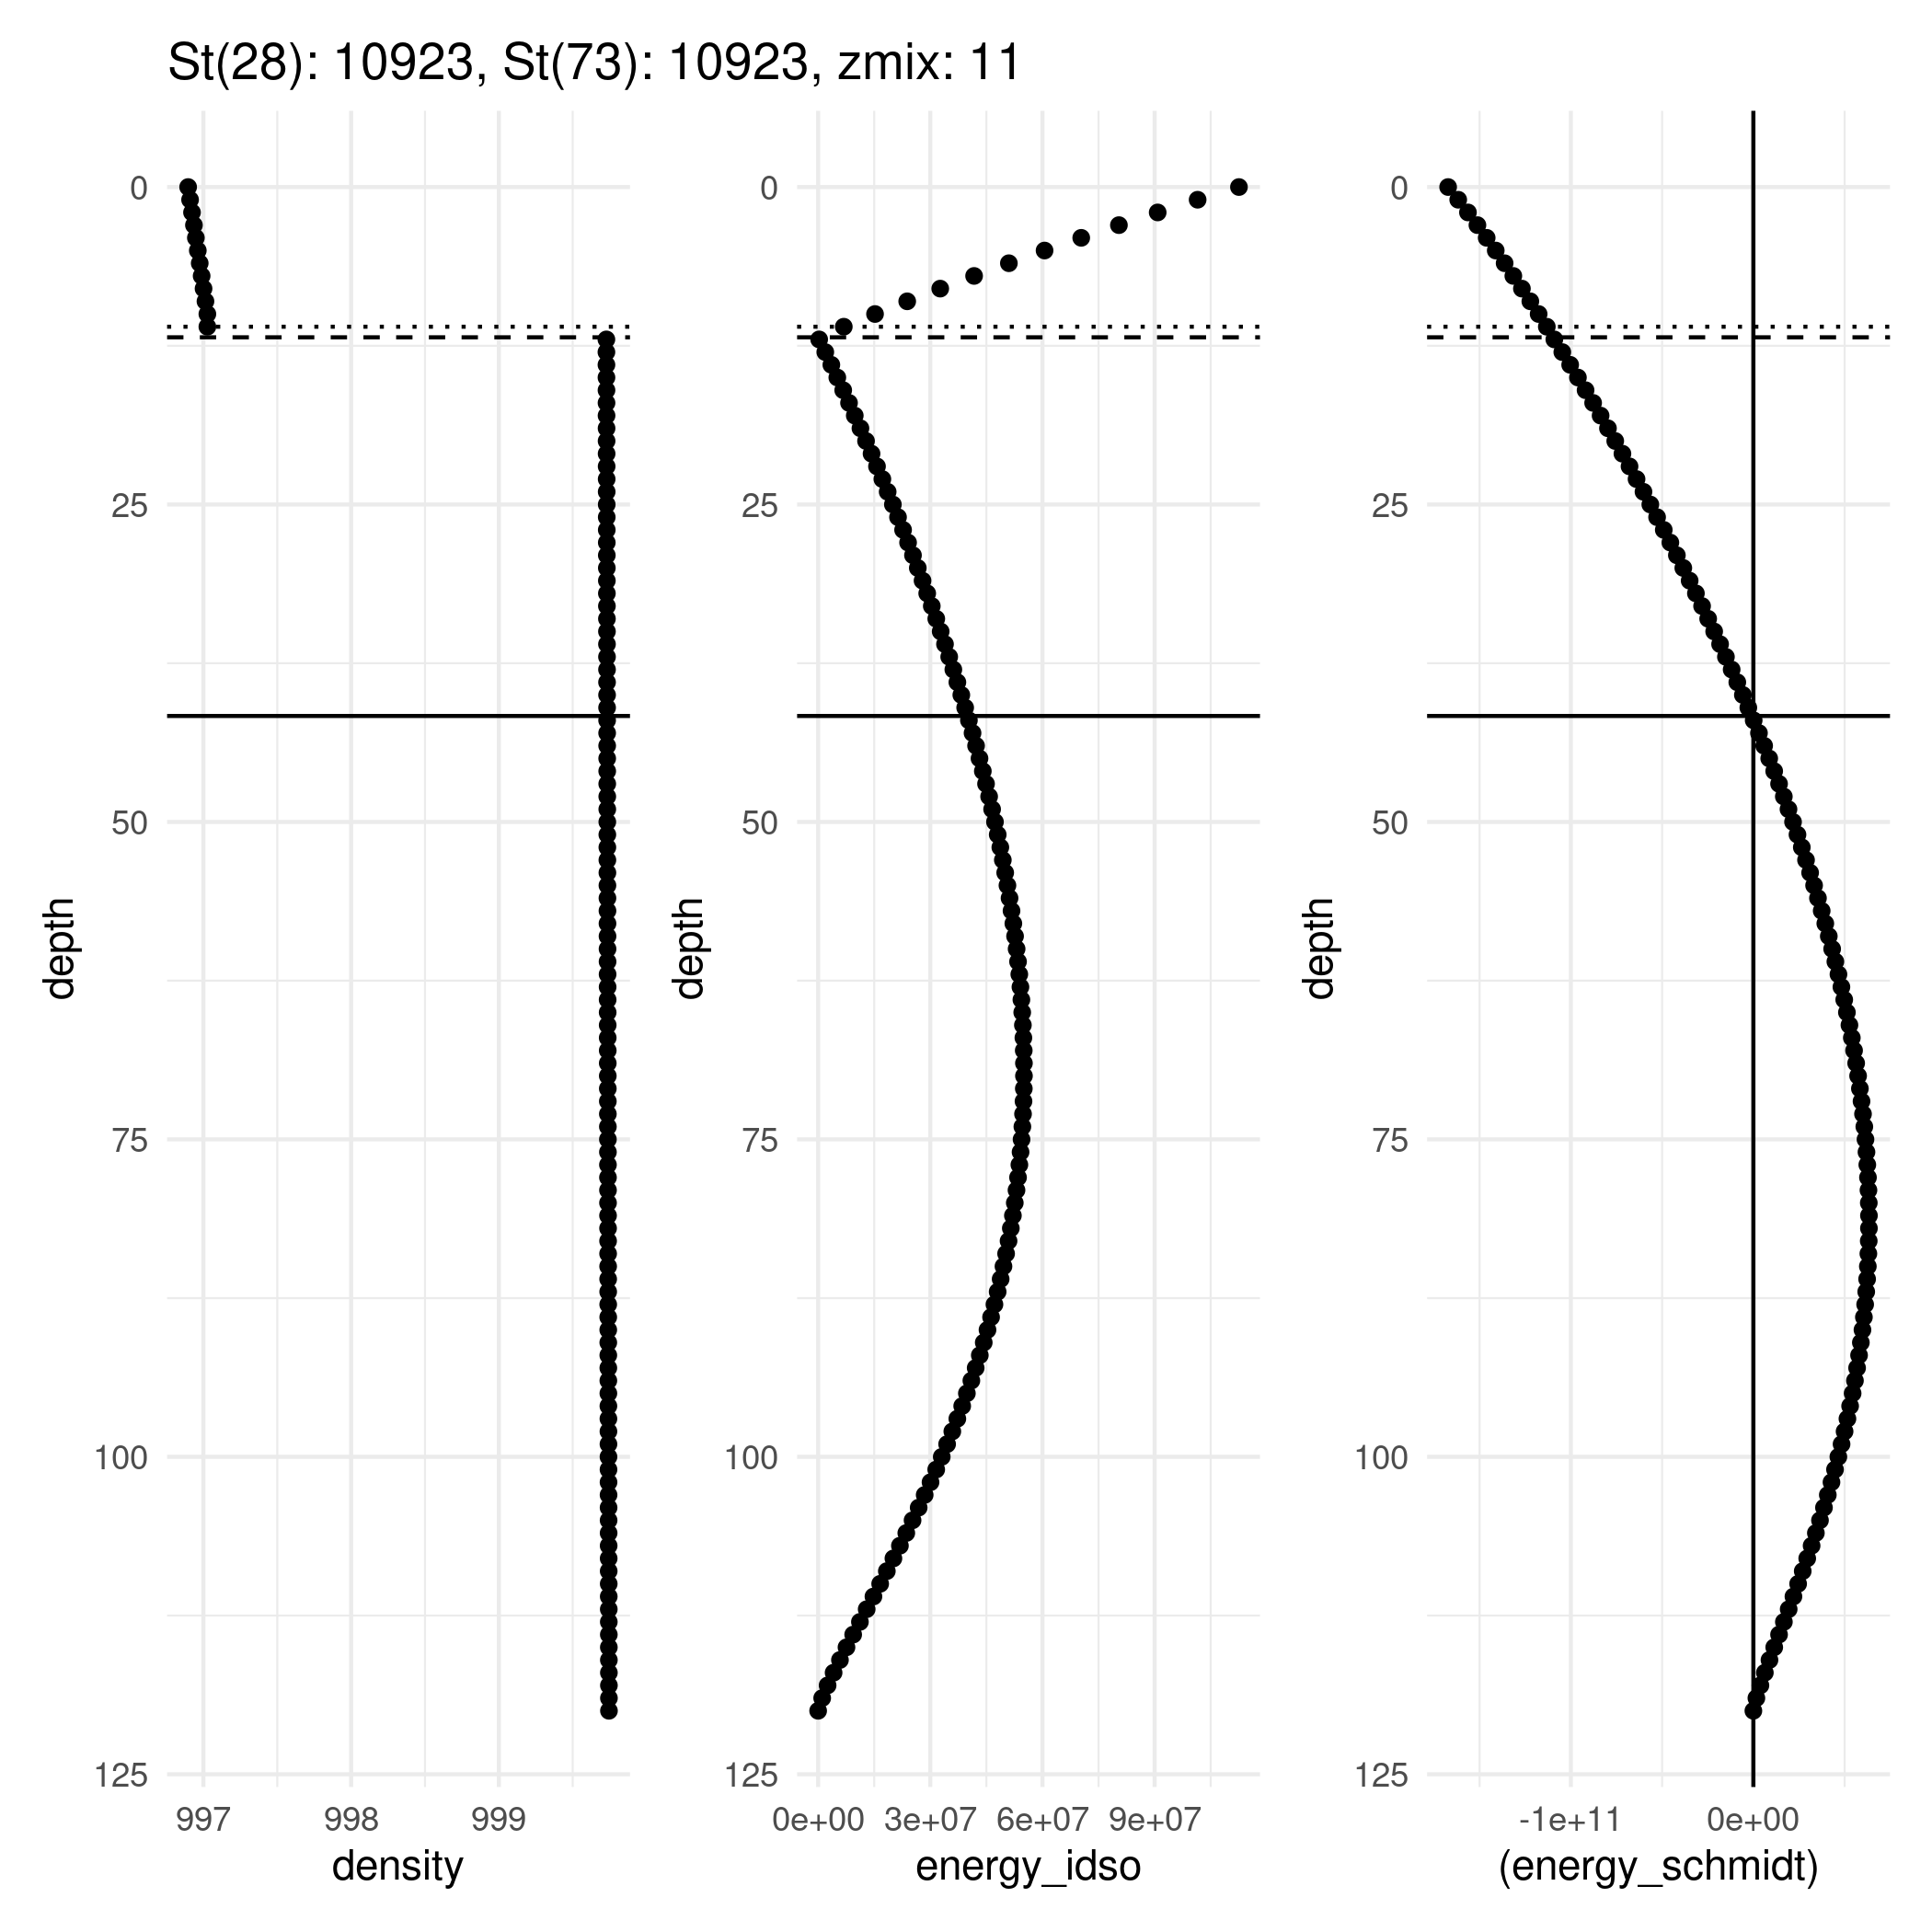 St(28): 10923, St(73): 10923, zmix: 11
depth
0
25
50
75
100
125
997 998 999
density
depth
0
25
50
75
100
125
0e+00 3e+07 6e+07 9e+07
energy_idso
depth
0
25
50
75
100
125
-1e+11 0e+00
(energy_schmidt)